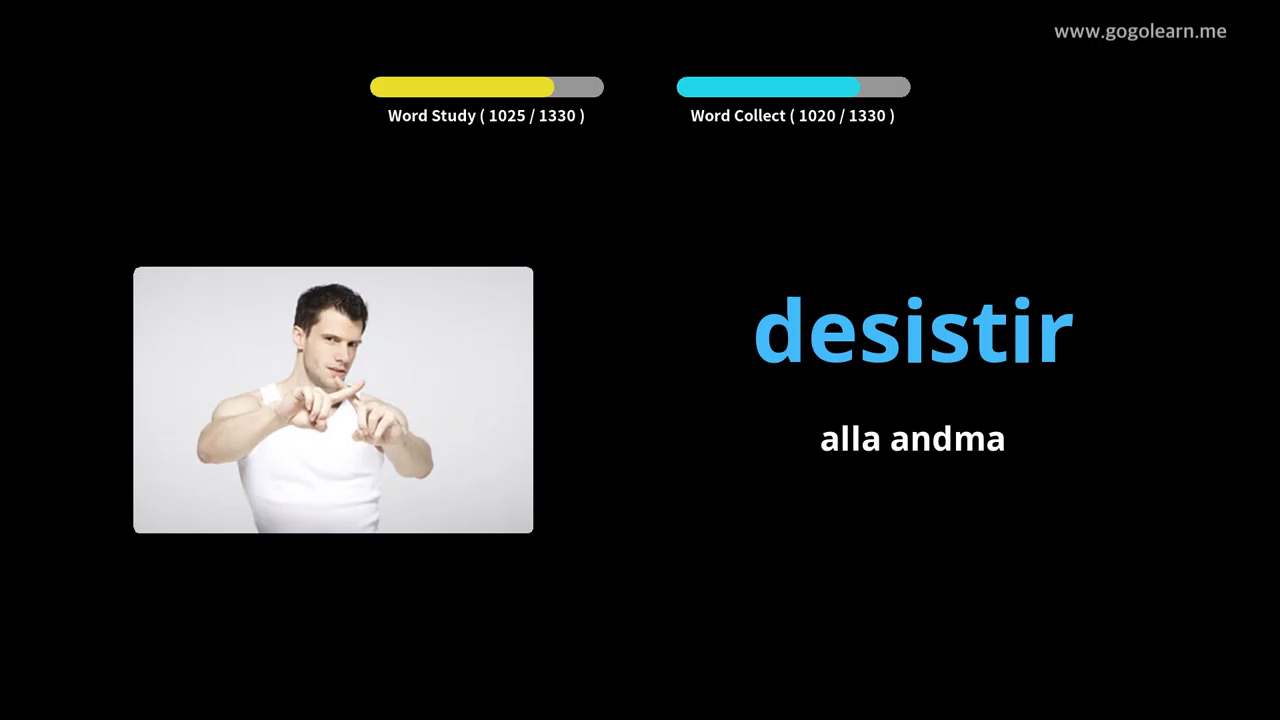 www.gogolearn.me
Word Study ( 1025 / 1330 )
Word Collect ( 1020 / 1330 )
desistir
alla andma